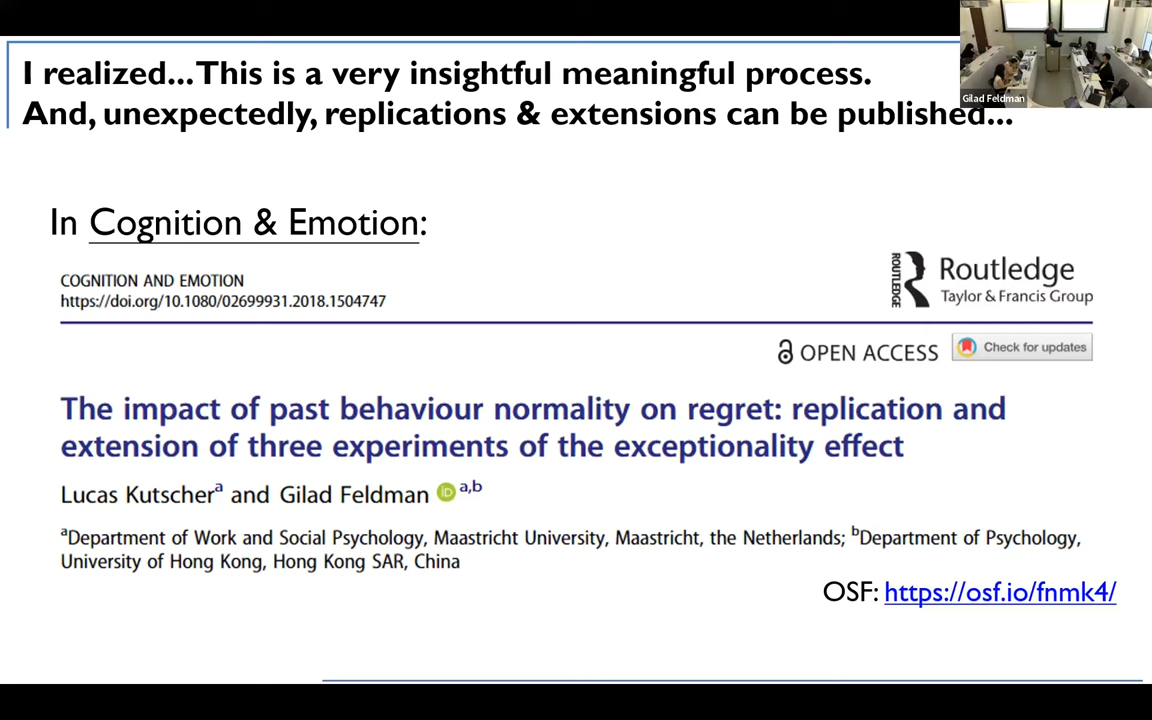 I realized... This is a very insightful meaningful process.
And, unexpectedly, replications & extensions can be published...
Gilad Feldman
In Cognition & Emotion:
COGNITION AND EMOTION
https://doi.org/10.1080/02699931.2018.1504747
ROUTLEDGE
Routledge
Taylor & Francis Group
OPEN ACCESS
Check for updates
The impact of past behaviour normality on regret: replication and
extension of three experiments of the exceptionality effect
Lucas Kutscherᵃ and Gilad Feldman iD ᵃ,ᵇ
ᵃDepartment of Work and Social Psychology, Maastricht University, Maastricht, the Netherlands; ᵇDepartment of Psychology,
University of Hong Kong, Hong Kong SAR, China
OSF: https://osf.io/fnmk4/